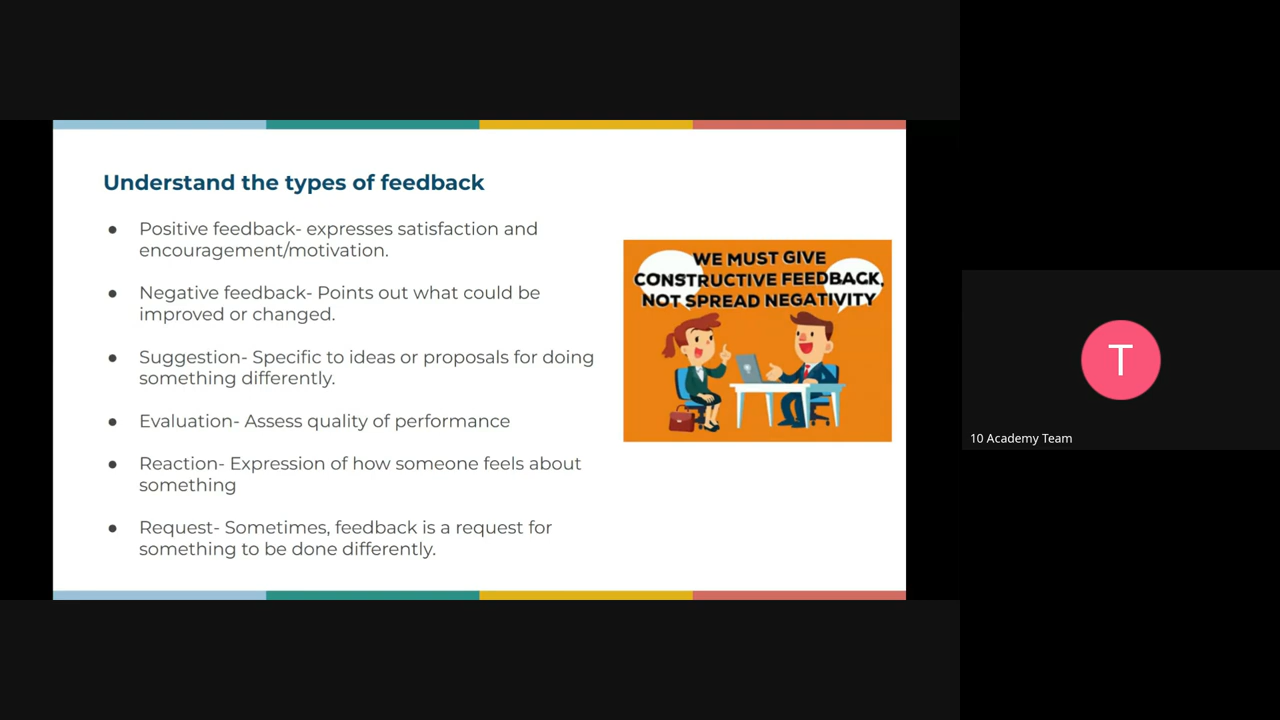 Understand the types of feedback
● Positive feedback- expresses satisfaction and
encouragement/motivation.
● Negative feedback- Points out what could be
improved or changed.
● Suggestion- Specific to ideas or proposals for doing
something differently.
● Evaluation- Assess quality of performance
● Reaction- Expression of how someone feels about
something
● Request- Sometimes, feedback is a request for
something to be done differently.
WE MUST GIVE
CONSTRUCTIVE FEEDBACK,
NOT SPREAD NEGATIVITY
T
10 Academy Team